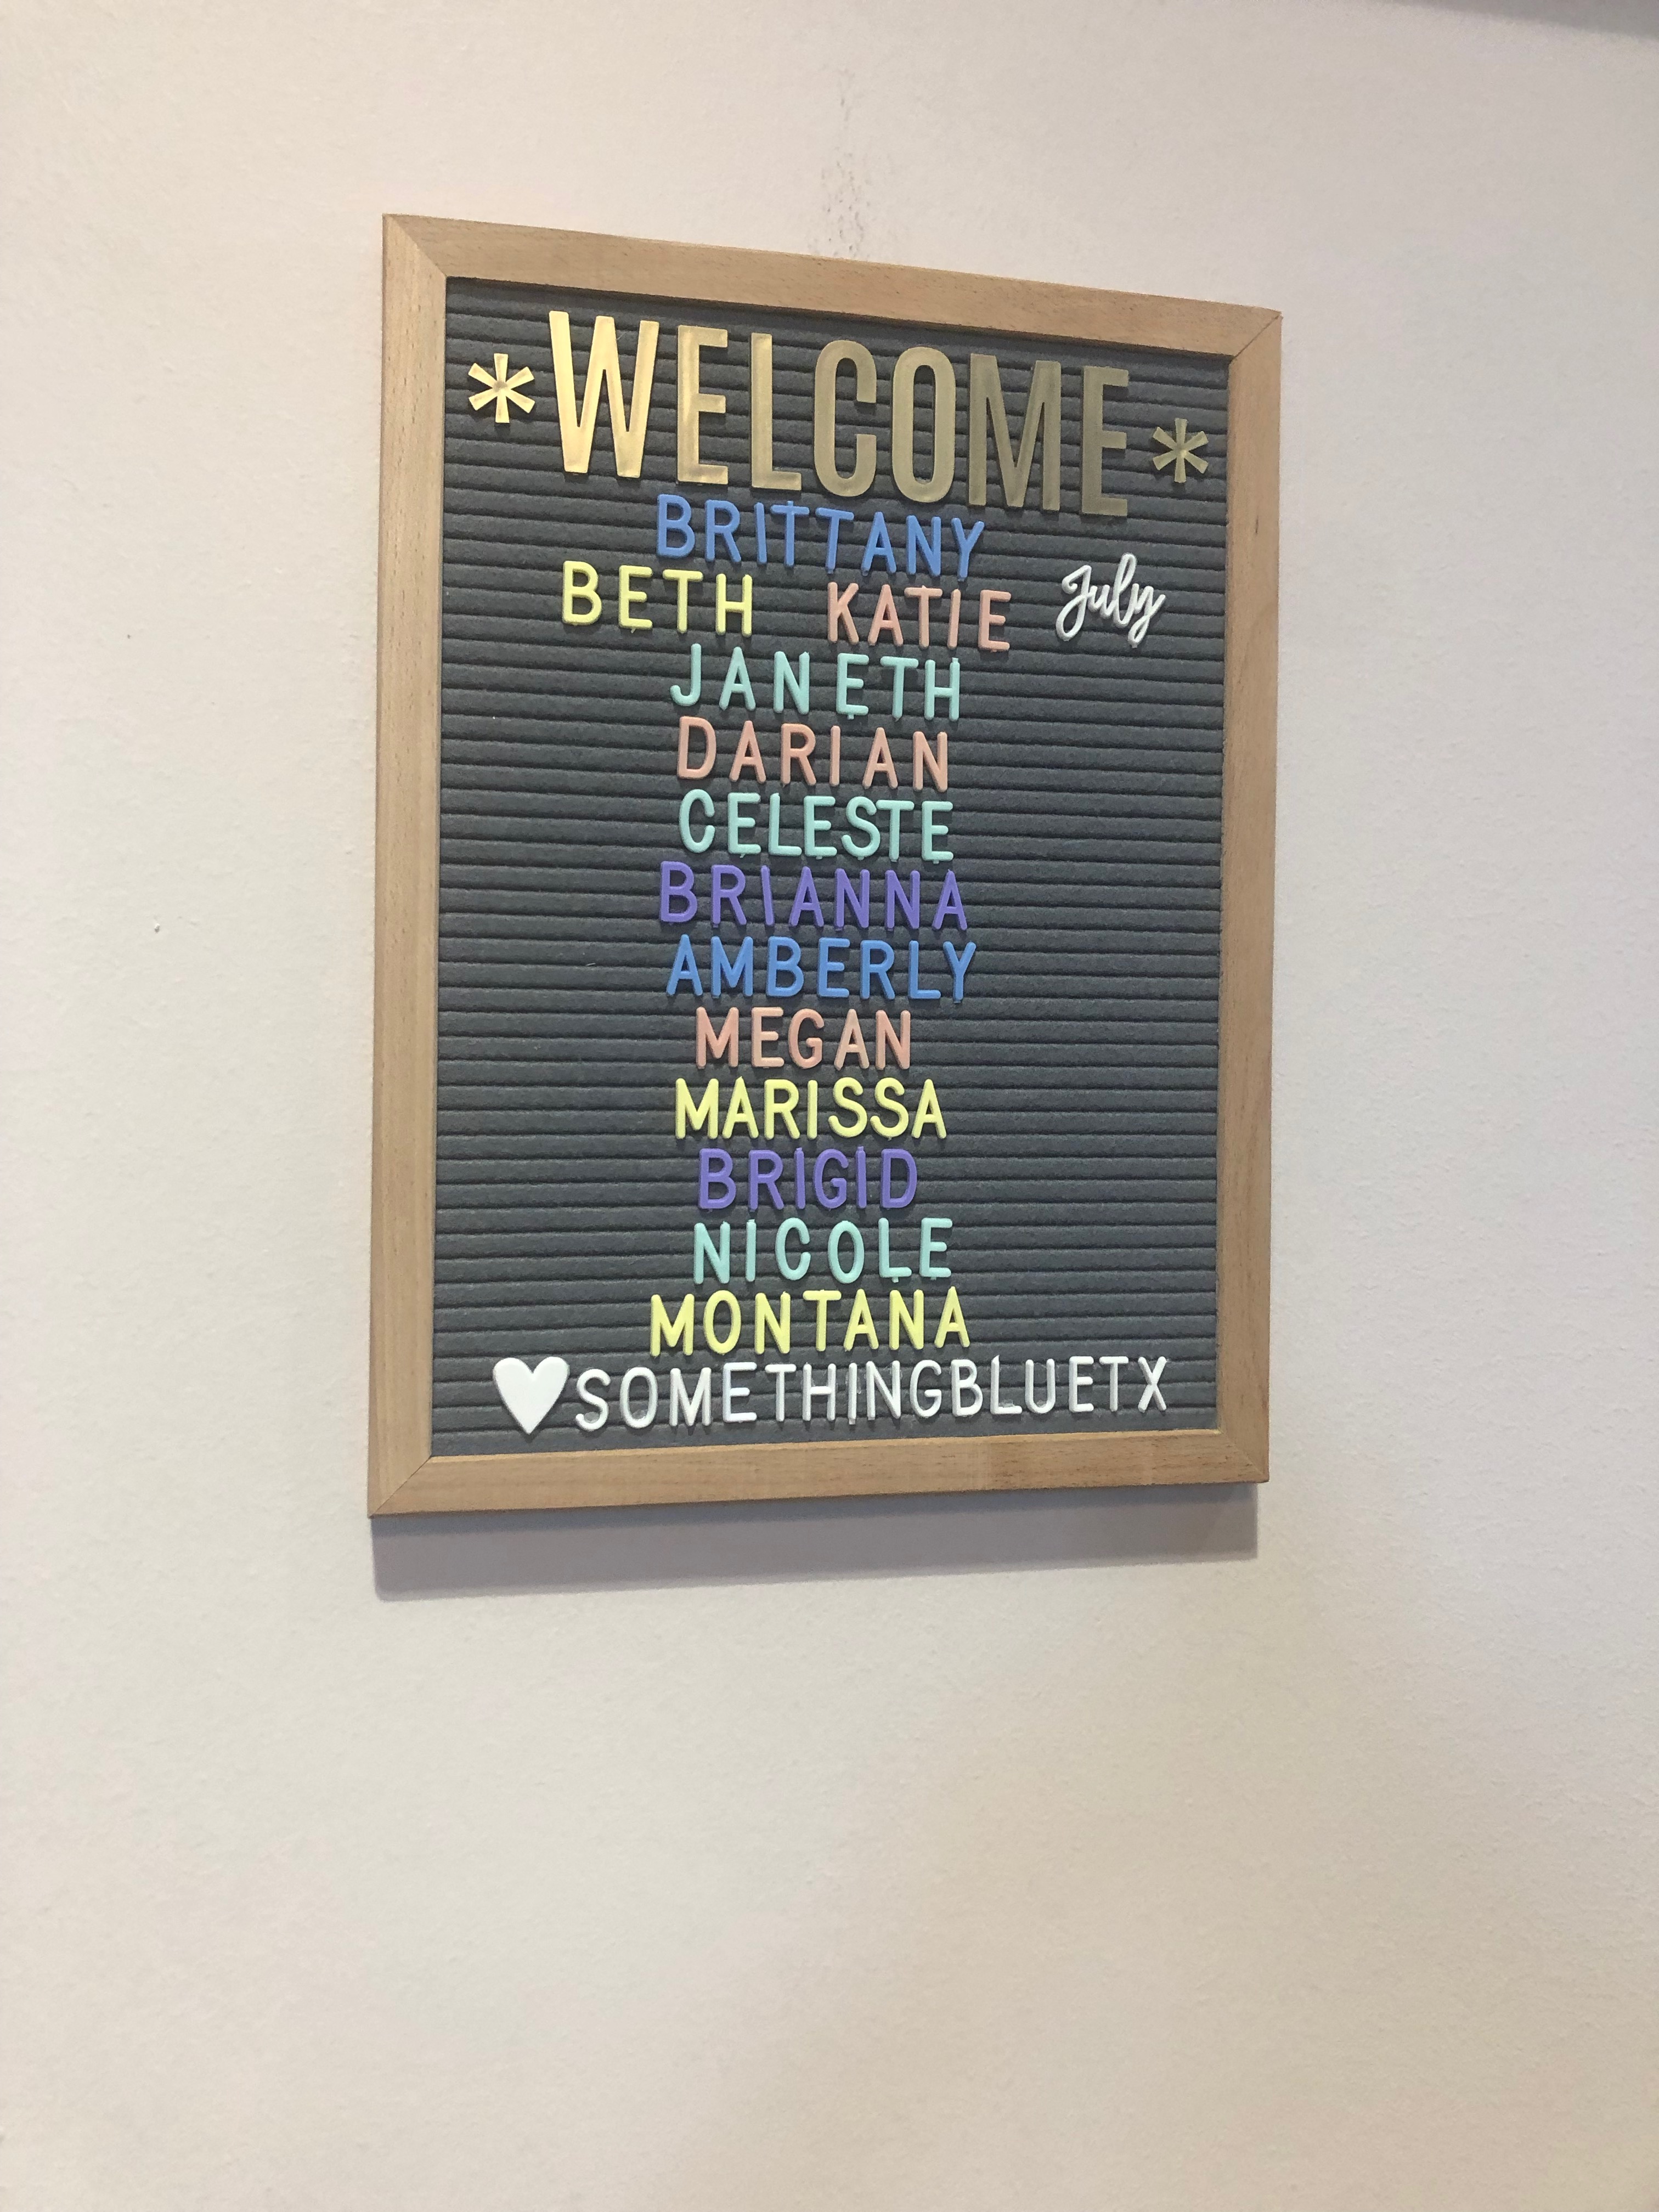 *WELCOME*
BRITTANY
BETH KATIE July
JANETH
DARIAN
CELESTE
BRIANNA
AMBERLY
MEGAN
MARISSA
BRIGID
NICOLE
MONTANA
♥SOMETHINGBLUETX